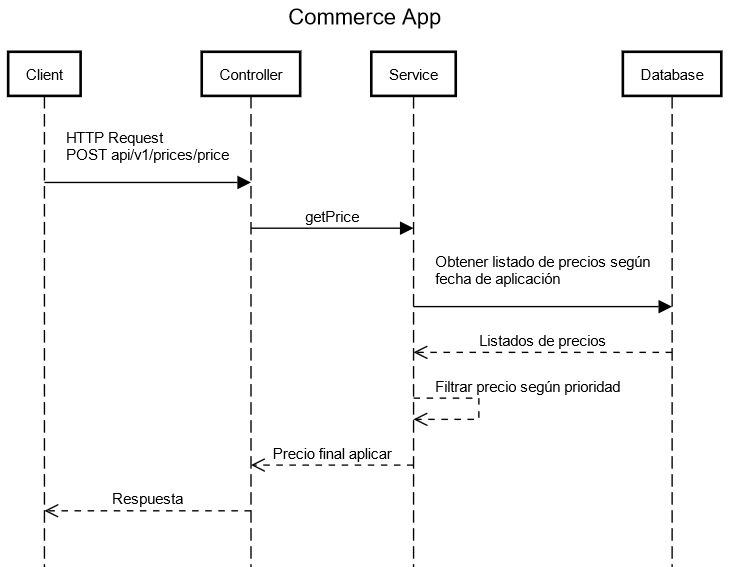 Commerce App
Client
Controller
Service
Database
HTTP Request
POST api/v1/prices/price
getPrice
Obtener listado de precios según
fecha de aplicación
Listados de precios
Filtrar precio según prioridad
Precio final aplicar
Respuesta